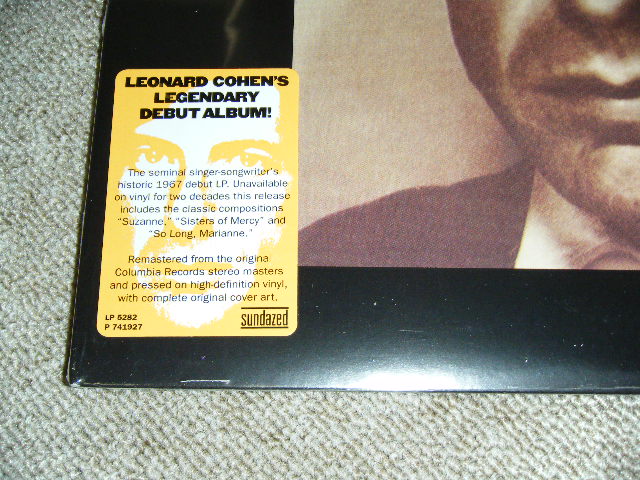 LEONARD COHEN'S
LEGENDARY
DEBUT ALBUM!
The seminal singer-songwriter's
historic 1967 debut LP. Unavailable
on vinyl for two decades this release
includes the classic compositions
"Suzanne," "Sisters of Mercy" and
"So Long, Marianne."
Remastered from the origina
Columbia Records stereo masters
and pressed on high-definition vinyl,
with complete original cover art.
LP 5282
P 741927
sundazed